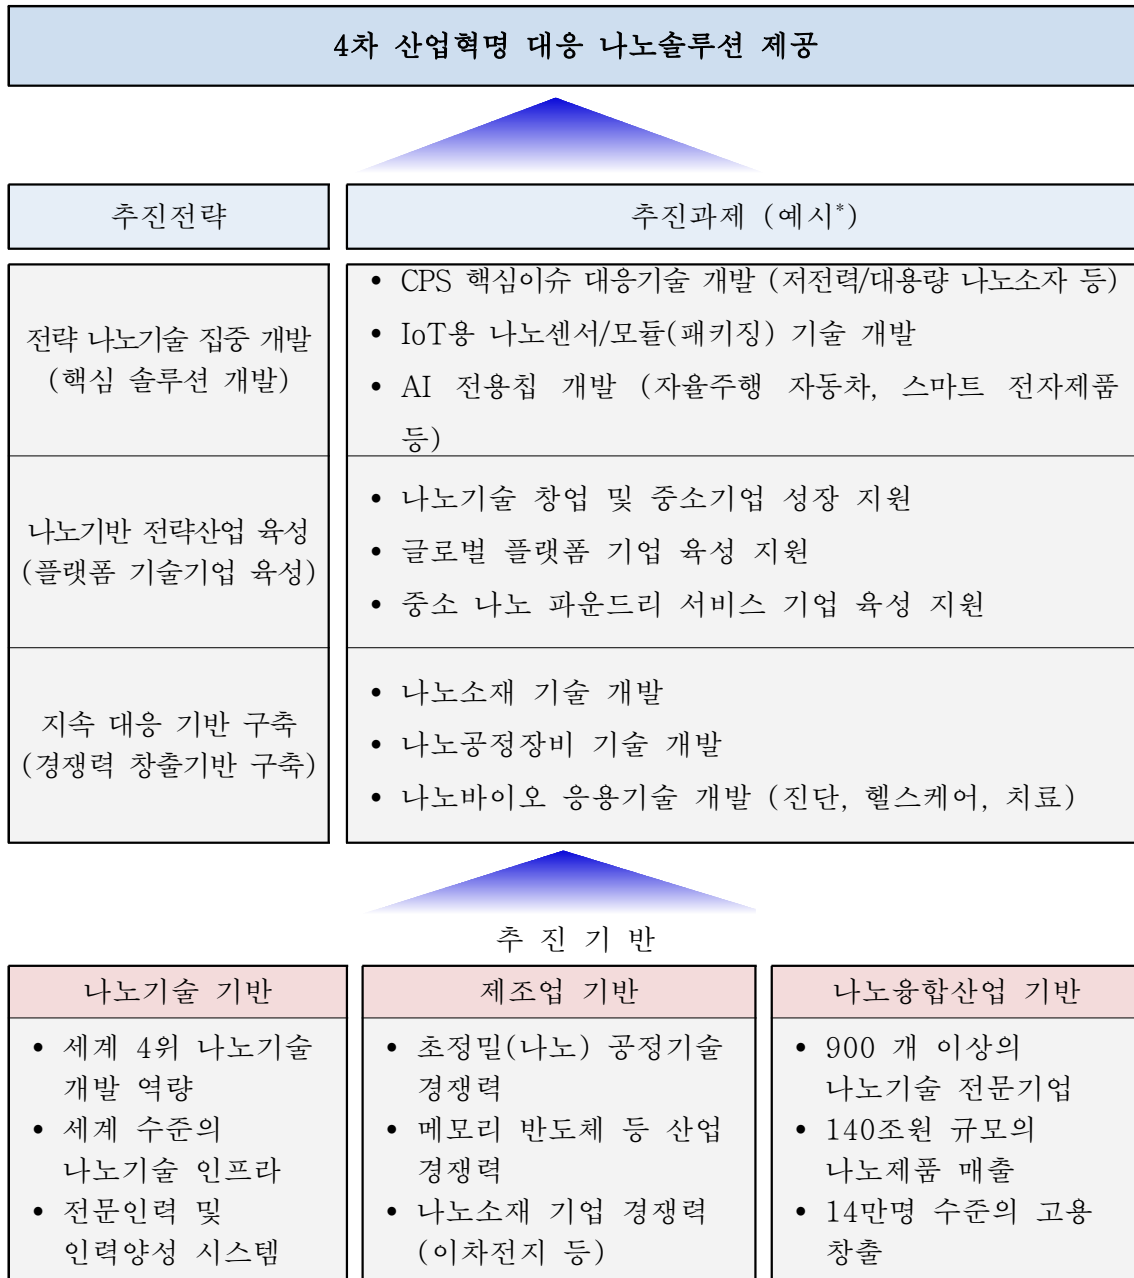 4차 산업혁명 대응 나노솔루션 제공
추진전략
추진과제 (예시*)
전략 나노기술 집중 개발
(핵심 솔루션 개발)
• CPS 핵심이슈 대응기술 개발 (저전력/대용량 나노소자 등)
• IoT용 나노센서/모듈(패키징) 기술 개발
• AI 전용칩 개발 (자율주행 자동차, 스마트 전자제품
등)
나노기반 전략산업 육성
(플랫폼 기술기업 육성)
• 나노기술 창업 및 중소기업 성장 지원
• 글로벌 플랫폼 기업 육성 지원
• 중소 나노 파운드리 서비스 기업 육성 지원
지속 대응 기반 구축
(경쟁력 창출기반 구축)
• 나노소재 기술 개발
• 나노공정장비 기술 개발
• 나노바이오 응용기술 개발 (진단, 헬스케어, 치료)
추 진 기 반
나노기술 기반
• 세계 4위 나노기술
개발 역량
• 세계 수준의
나노기술 인프라
• 전문인력 및
인력양성 시스템
제조업 기반
• 초정밀(나노) 공정기술
경쟁력
• 메모리 반도체 등 산업
경쟁력
• 나노소재 기업 경쟁력
(이차전지 등)
나노융합산업 기반
• 900 개 이상의
나노기술 전문기업
• 140조원 규모의
나노제품 매출
• 14만명 수준의 고용
창출